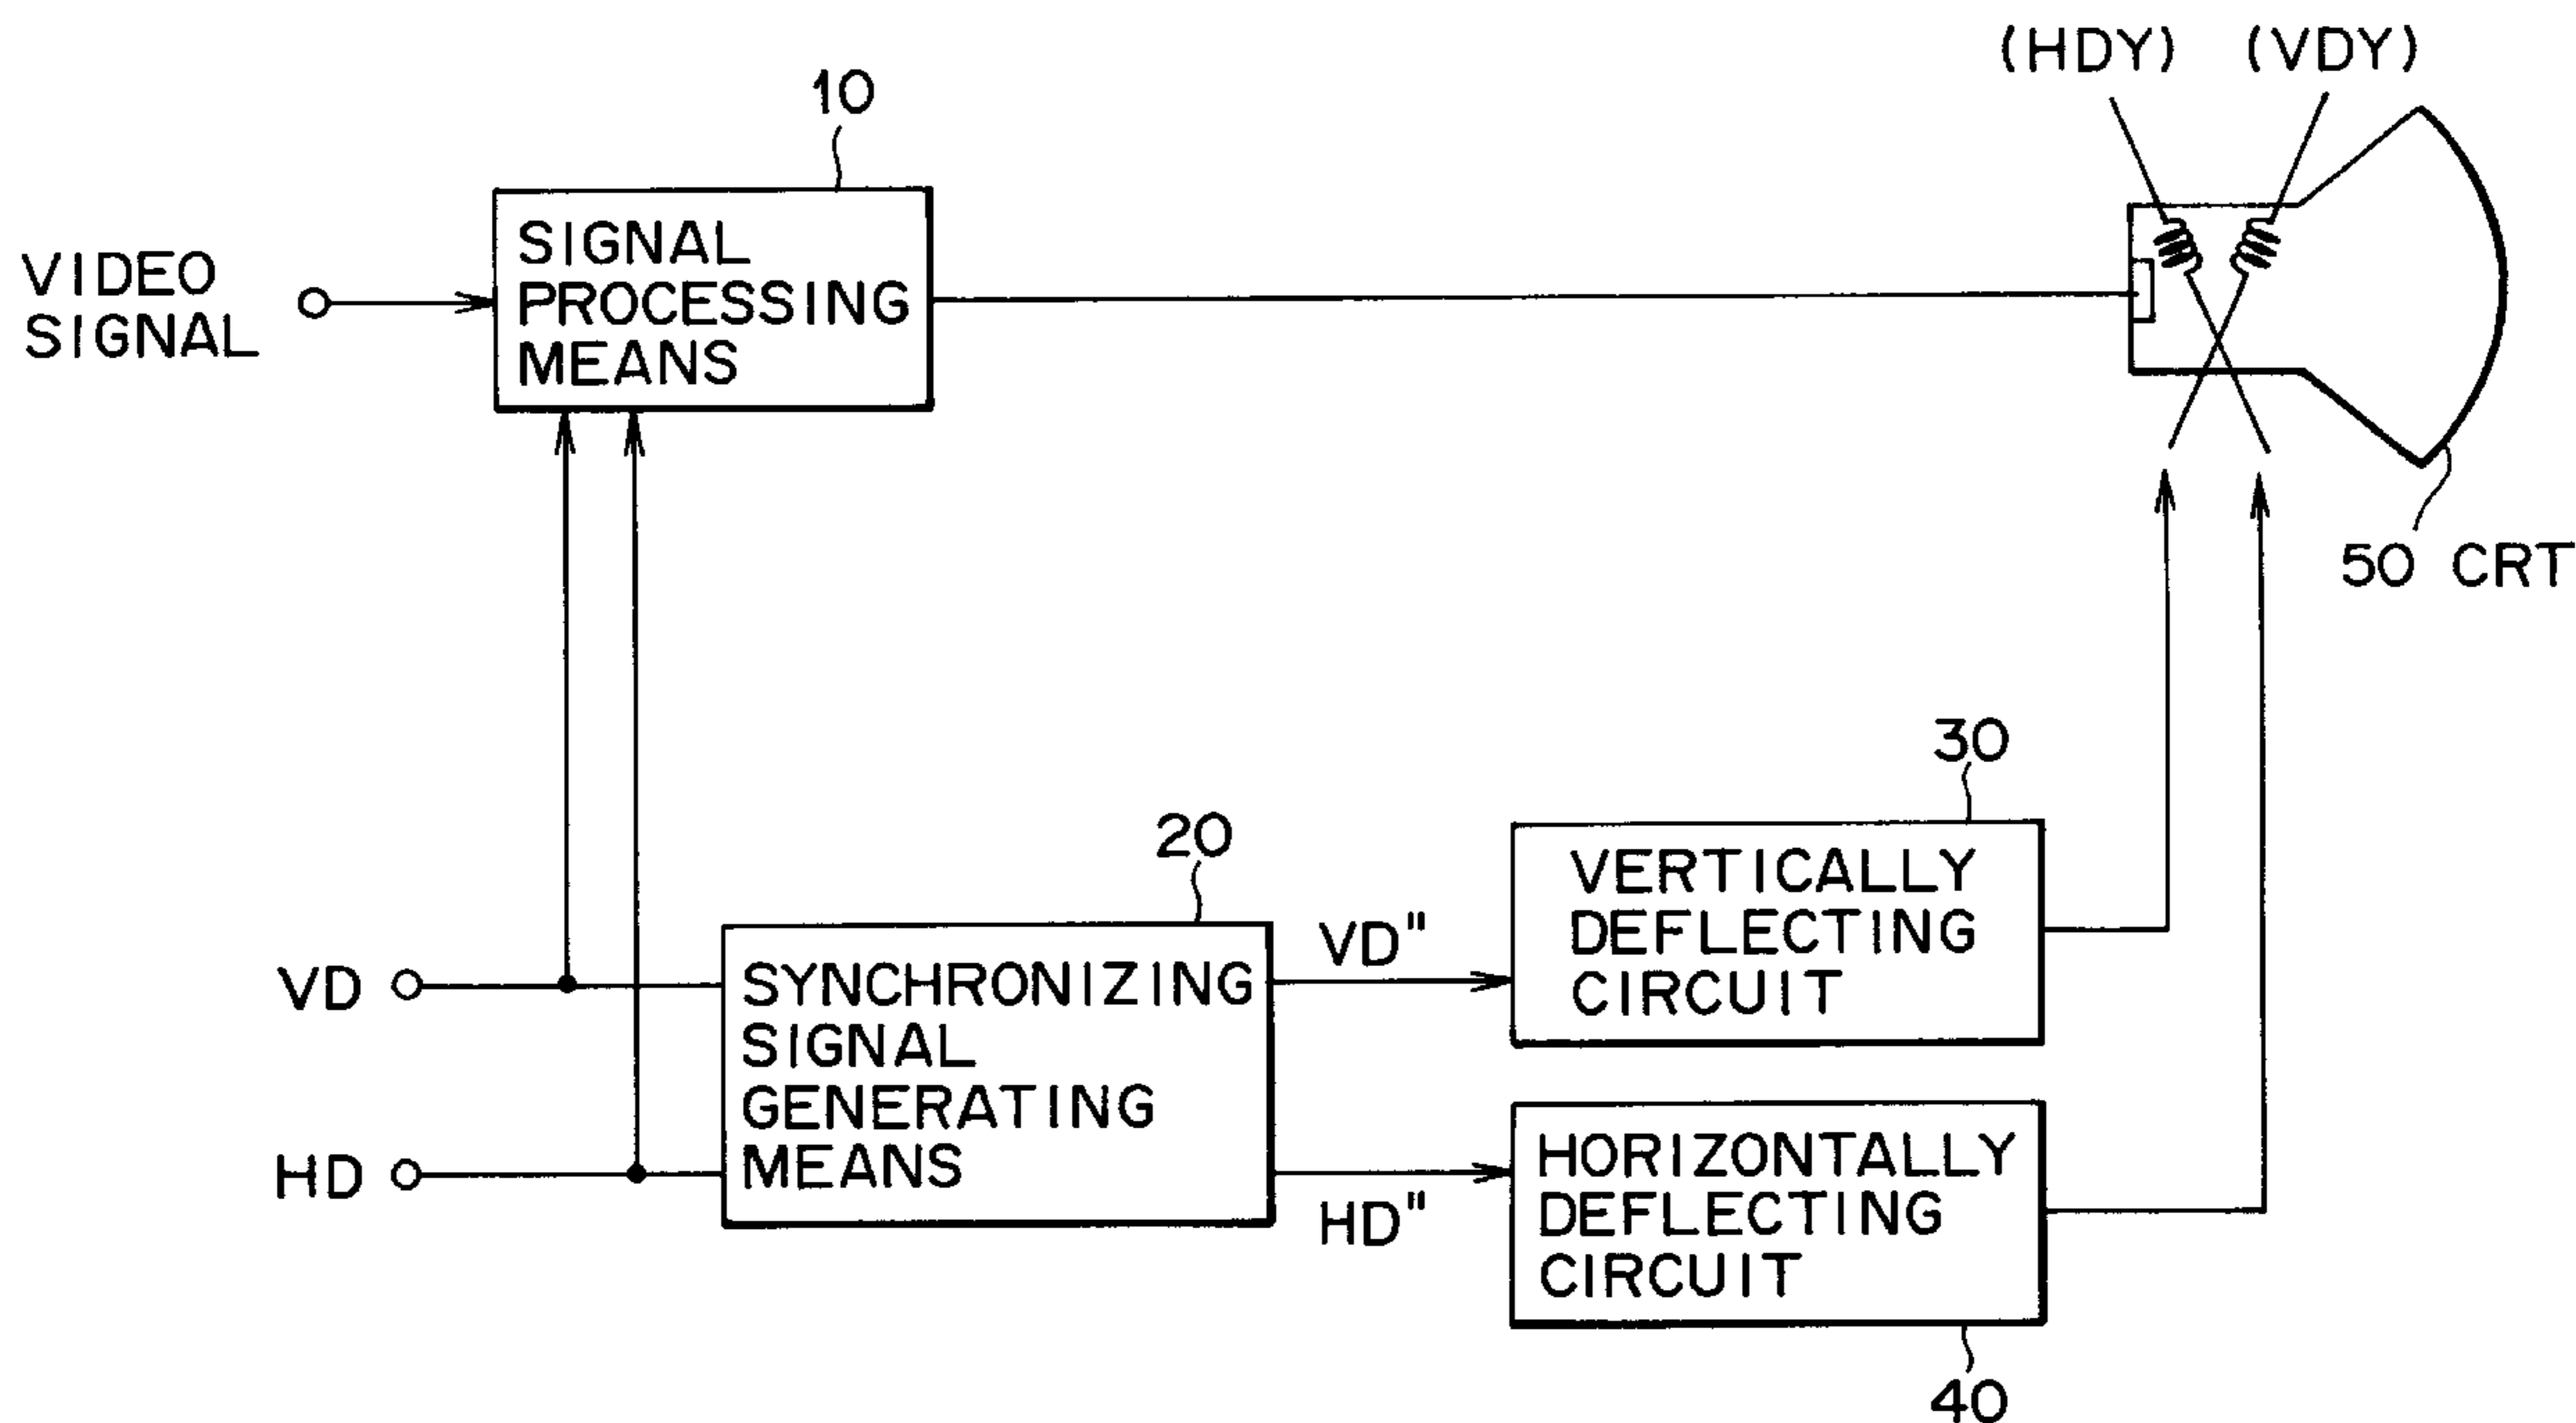 (HDY) (VDY)
10
SIGNAL
PROCESSING
MEANS
VIDEO
SIGNAL
50 CRT
30
VERTICALLY
DEFLECTING
CIRCUIT
20
SYNCHRONIZING
SIGNAL
GENERATING
MEANS
VD
HD
VD"
HD"
HORIZONTALLY
DEFLECTING
CIRCUIT
40